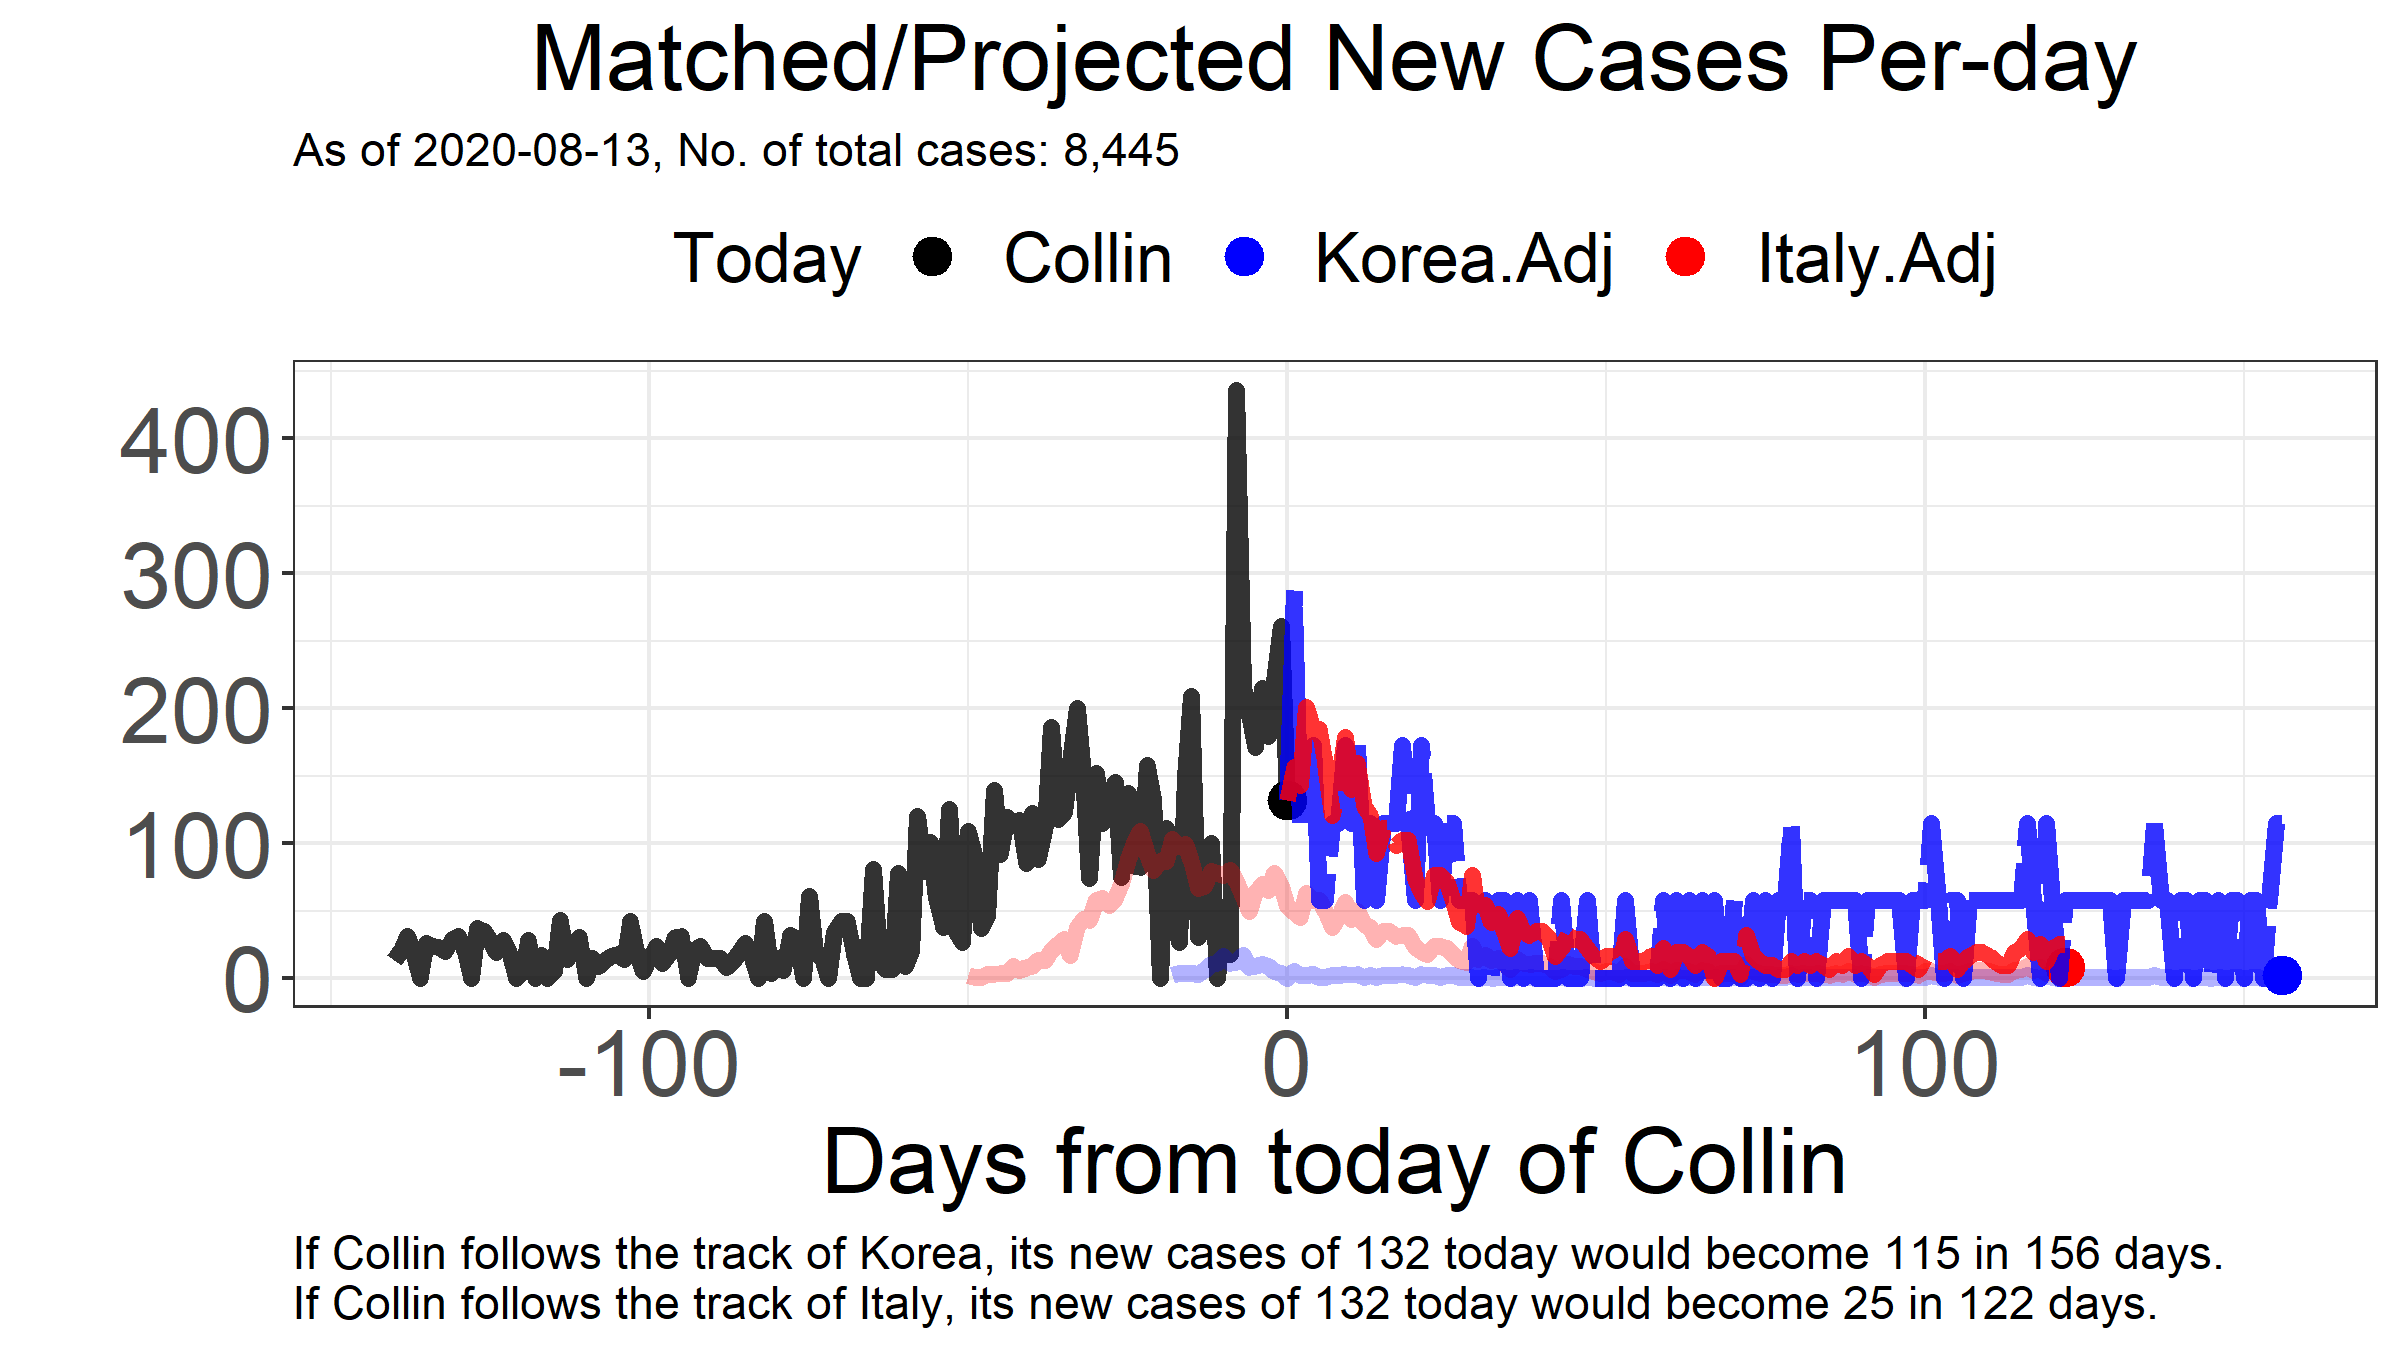 Matched/Projected New Cases Per-day
As of 2020-08-13, No. of total cases: 8,445
Today Collin Korea.Adj Italy.Adj
400
300
200
100
0
-100 0 100
Days from today of Collin
If Collin follows the track of Korea, its new cases of 132 today would become 115 in 156 days.
If Collin follows the track of Italy, its new cases of 132 today would become 25 in 122 days.